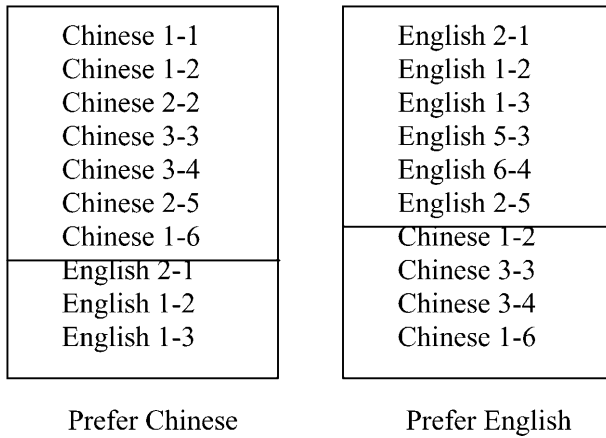 Chinese 1-1
Chinese 1-2
Chinese 2-2
Chinese 3-3
Chinese 3-4
Chinese 2-5
Chinese 1-6
English 2-1
English 1-2
English 1-3
Prefer Chinese
English 2-1
English 1-2
English 1-3
English 5-3
English 6-4
English 2-5
Chinese 1-2
Chinese 3-3
Chinese 3-4
Chinese 1-6
Prefer English